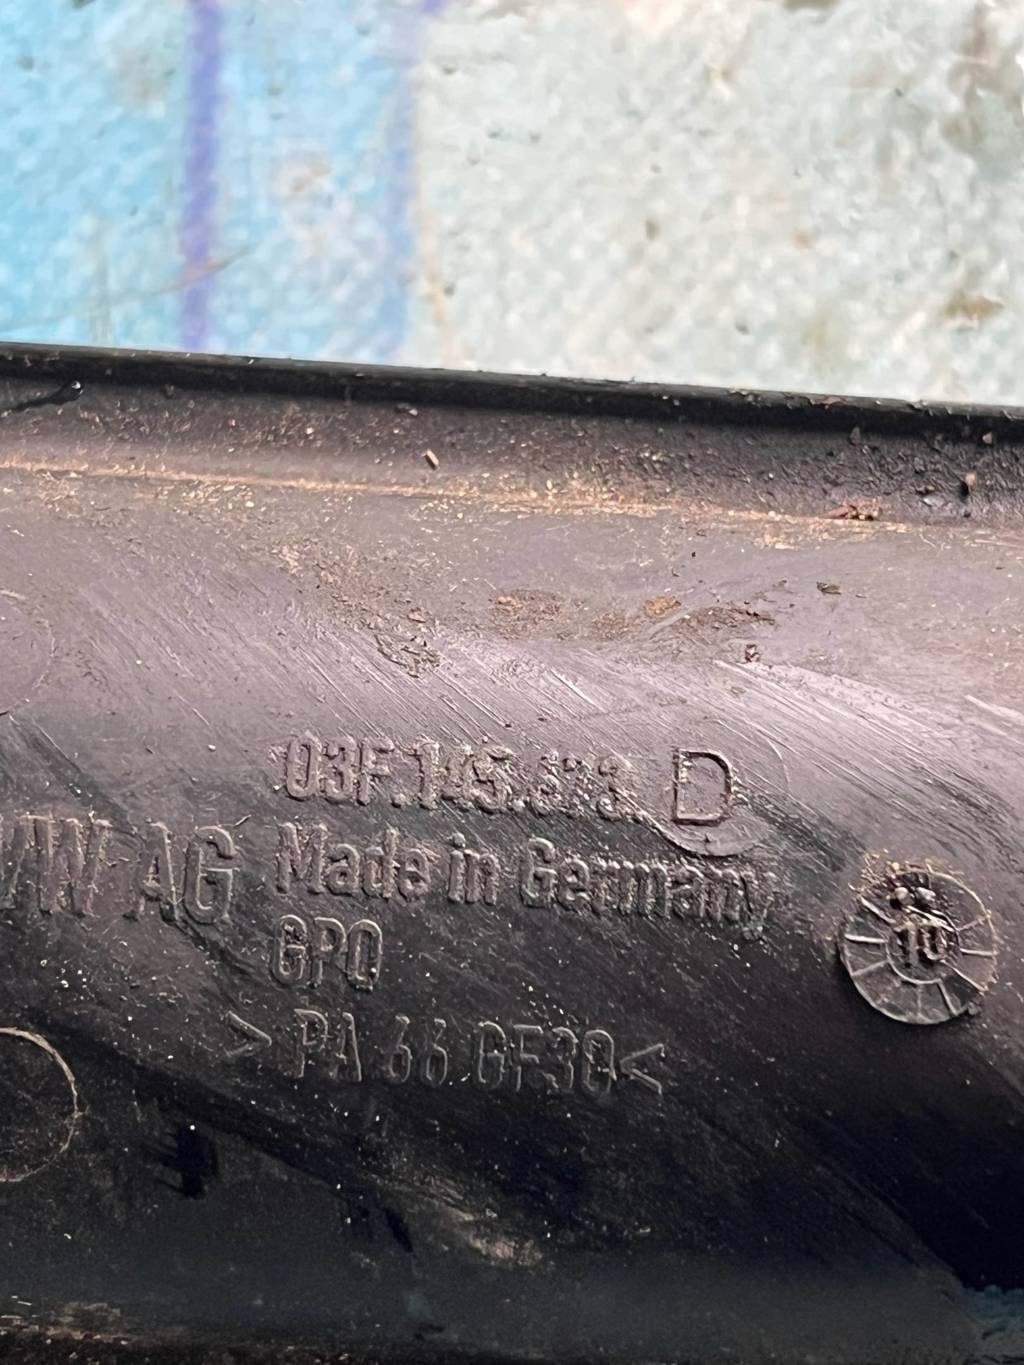 03F.145.673 D
VW AG Made in Germany
GPO
> PA 66 GF30<
10